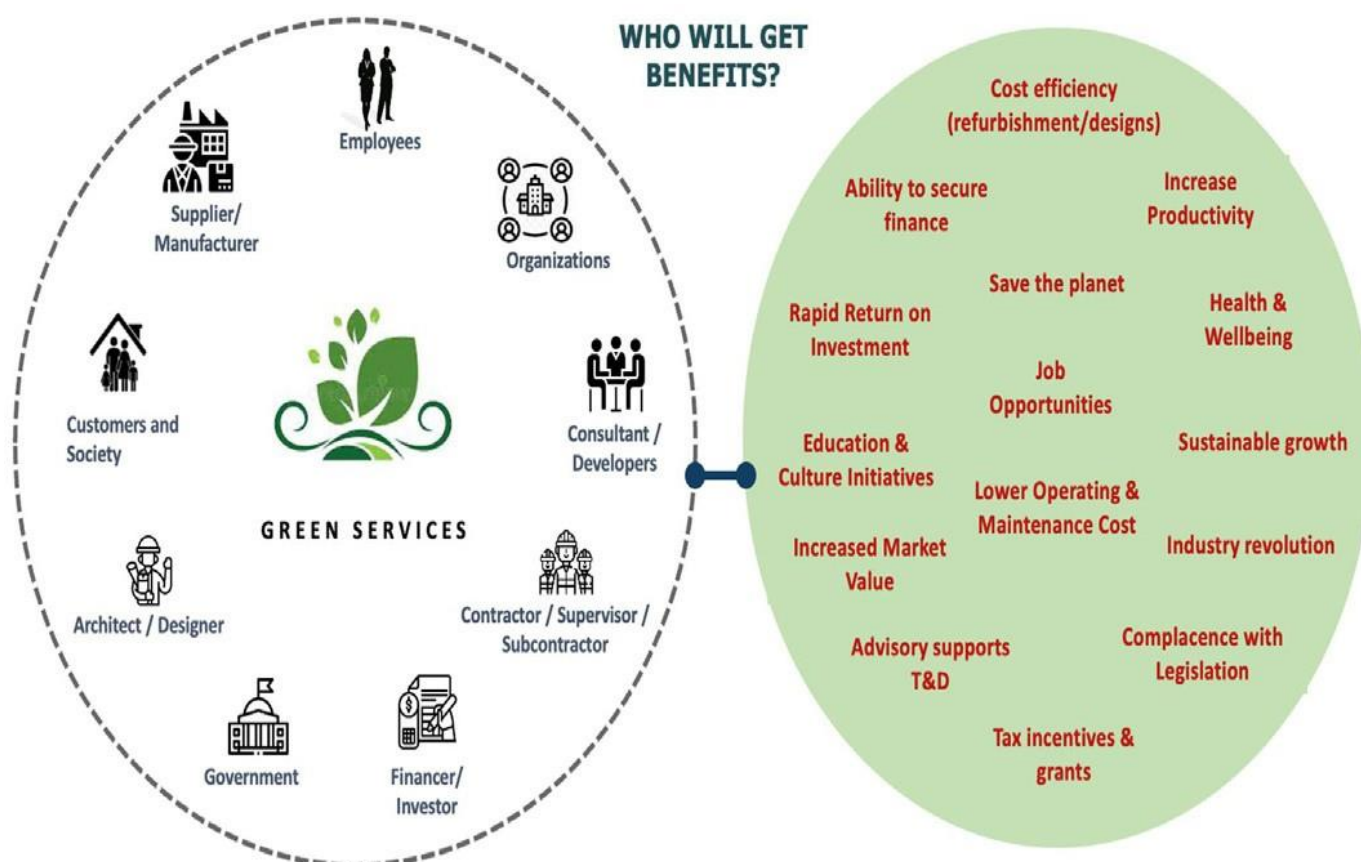 WHO WILL GET
BENEFITS?
Employees
Supplier/
Manufacturer
Organizations
Customers and
Society
Consultant /
Developers
GREEN SERVICES
Architect / Designer
Contractor / Supervisor /
Subcontractor
Government
Financer/
Investor
Cost efficiency
(refurbishment/designs)
Ability to secure
finance
Increase
Productivity
Save the planet
Rapid Return on
Investment
Health &
Wellbeing
Job
Opportunities
Education &
Culture Initiatives
Sustainable growth
Lower Operating &
Maintenance Cost
Increased Market
Value
Industry revolution
Advisory supports
T&D
Complacence with
Legislation
Tax incentives &
grants